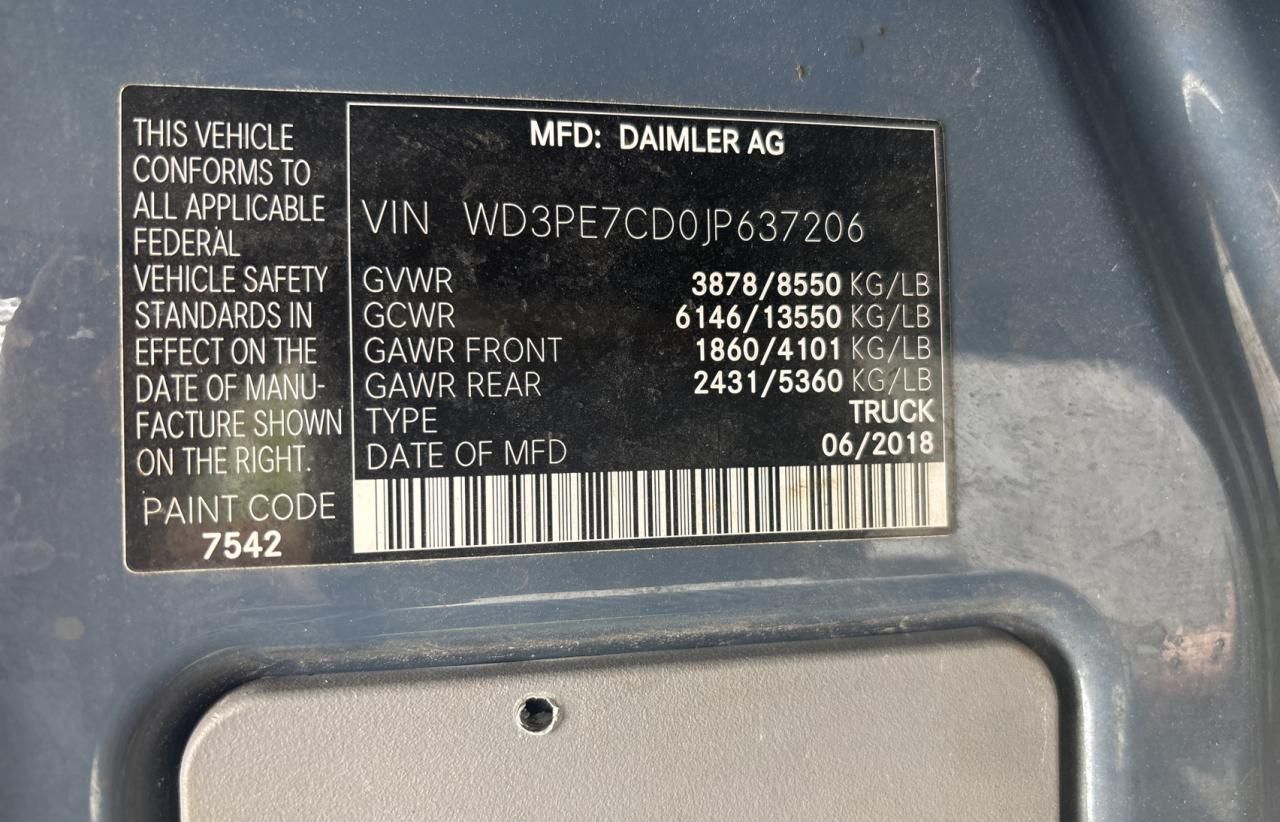 THIS VEHICLE
CONFORMS TO
ALL APPLICABLE
FEDERAL
VEHICLE SAFETY
STANDARDS IN
EFFECT ON THE
DATE OF MANU-
FACTURE SHOWN
ON THE RIGHT.
PAINT CODE
7542
MFD: DAIMLER AG
VIN WD3PE7CD0JP637206
GVWR 3878/8550 KG/LB
GCWR 6146/13550 KG/LB
GAWR FRONT 1860/4101 KG/LB
GAWR REAR 2431/5360 KG/LB
TYPE TRUCK
DATE OF MFD 06/2018